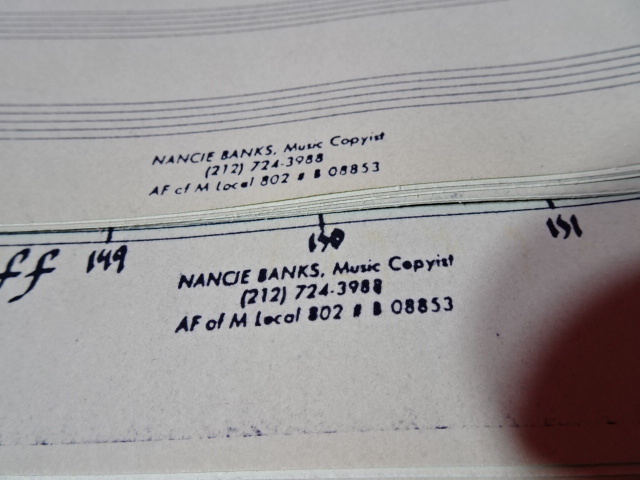 NANCIE BANKS, Music Copyist
(212) 724-3988
AF of M Local 802 # B 08853
ff 149 150 151
NANCIE BANKS, Music Copyist
(212) 724-3988
AF of M Local 802 # B 08853